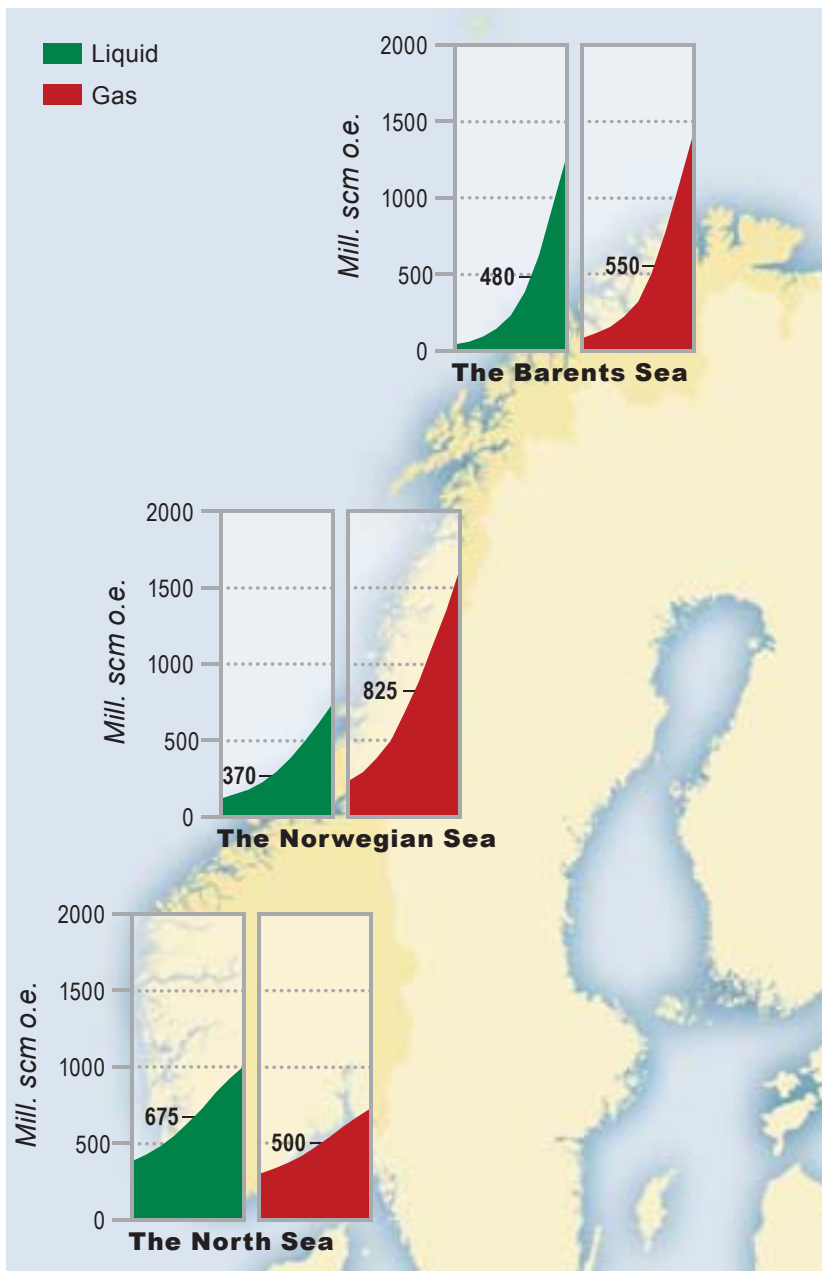 Liquid
Gas
Mill. scm o.e.
2000
1500
1000
500
0
480
550
The Barents Sea
Mill. scm o.e.
2000
1500
1000
500
0
370
825
The Norwegian Sea
Mill. scm o.e.
2000
1500
1000
500
0
675
500
The North Sea